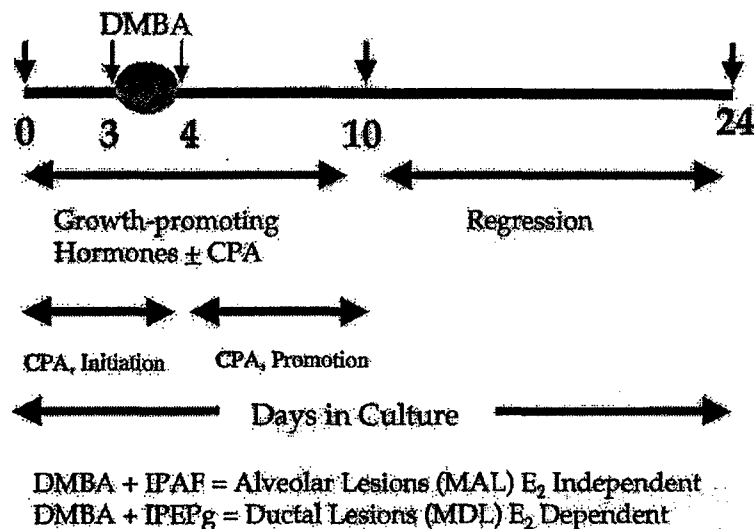 DMBA
0 3 4 10 24
Growth-promoting Regression
Hormones ± CPA
CPA, Initiation CPA, Promotion
Days in Culture
DMBA + IPAF = Alveolar Lesions (MAL) E₂ Independent
DMBA + IPEPg = Ductal Lesions (MDL) E₂ Dependent